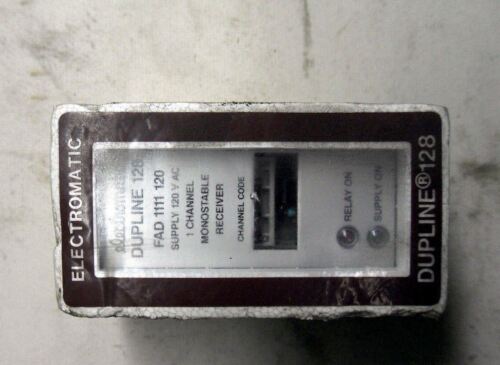 ELECTROMATIC
electromatic
DUPLINE 128
FAD 1111 120
SUPPLY 120 V AC
1 CHANNEL
MONOSTABLE
RECEIVER
CHANNEL CODE
RELAY ON
SUPPLY ON
DUPLINE® 128